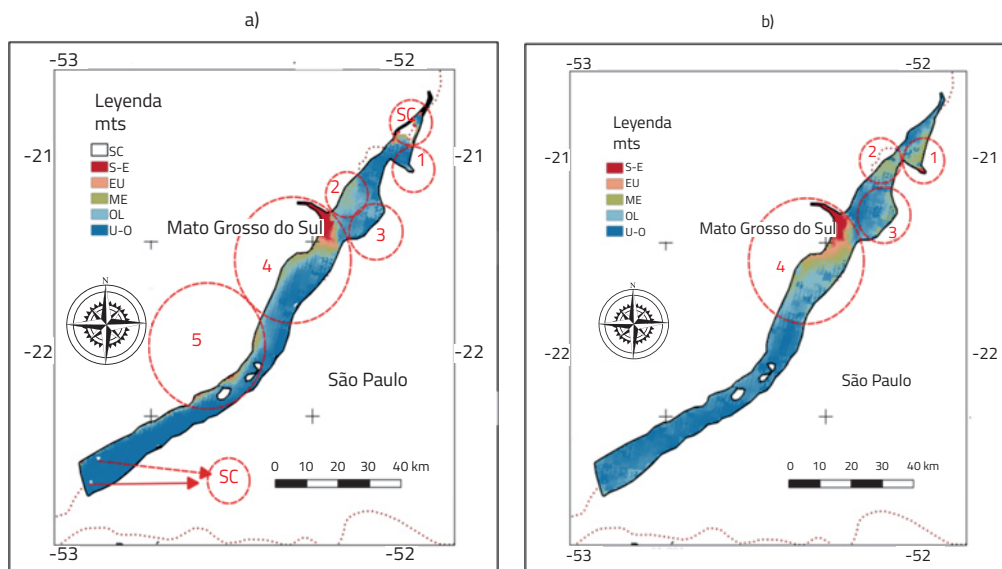 a)
-53
-52
Leyenda
mts
SC
S-E
EU
ME
OL
U-O
-21
-21
SC
1
2
3
Mato Grosso do Sul
4
5
N
-22
-22
São Paulo
SC
0 10 20 30 40 km
-53
-52
b)
-53
-52
Leyenda
mts
S-E
EU
ME
OL
U-O
-21
-21
2
1
3
Mato Grosso do Sul
4
N
-22
-22
São Paulo
0 10 20 30 40 km
-53
-52